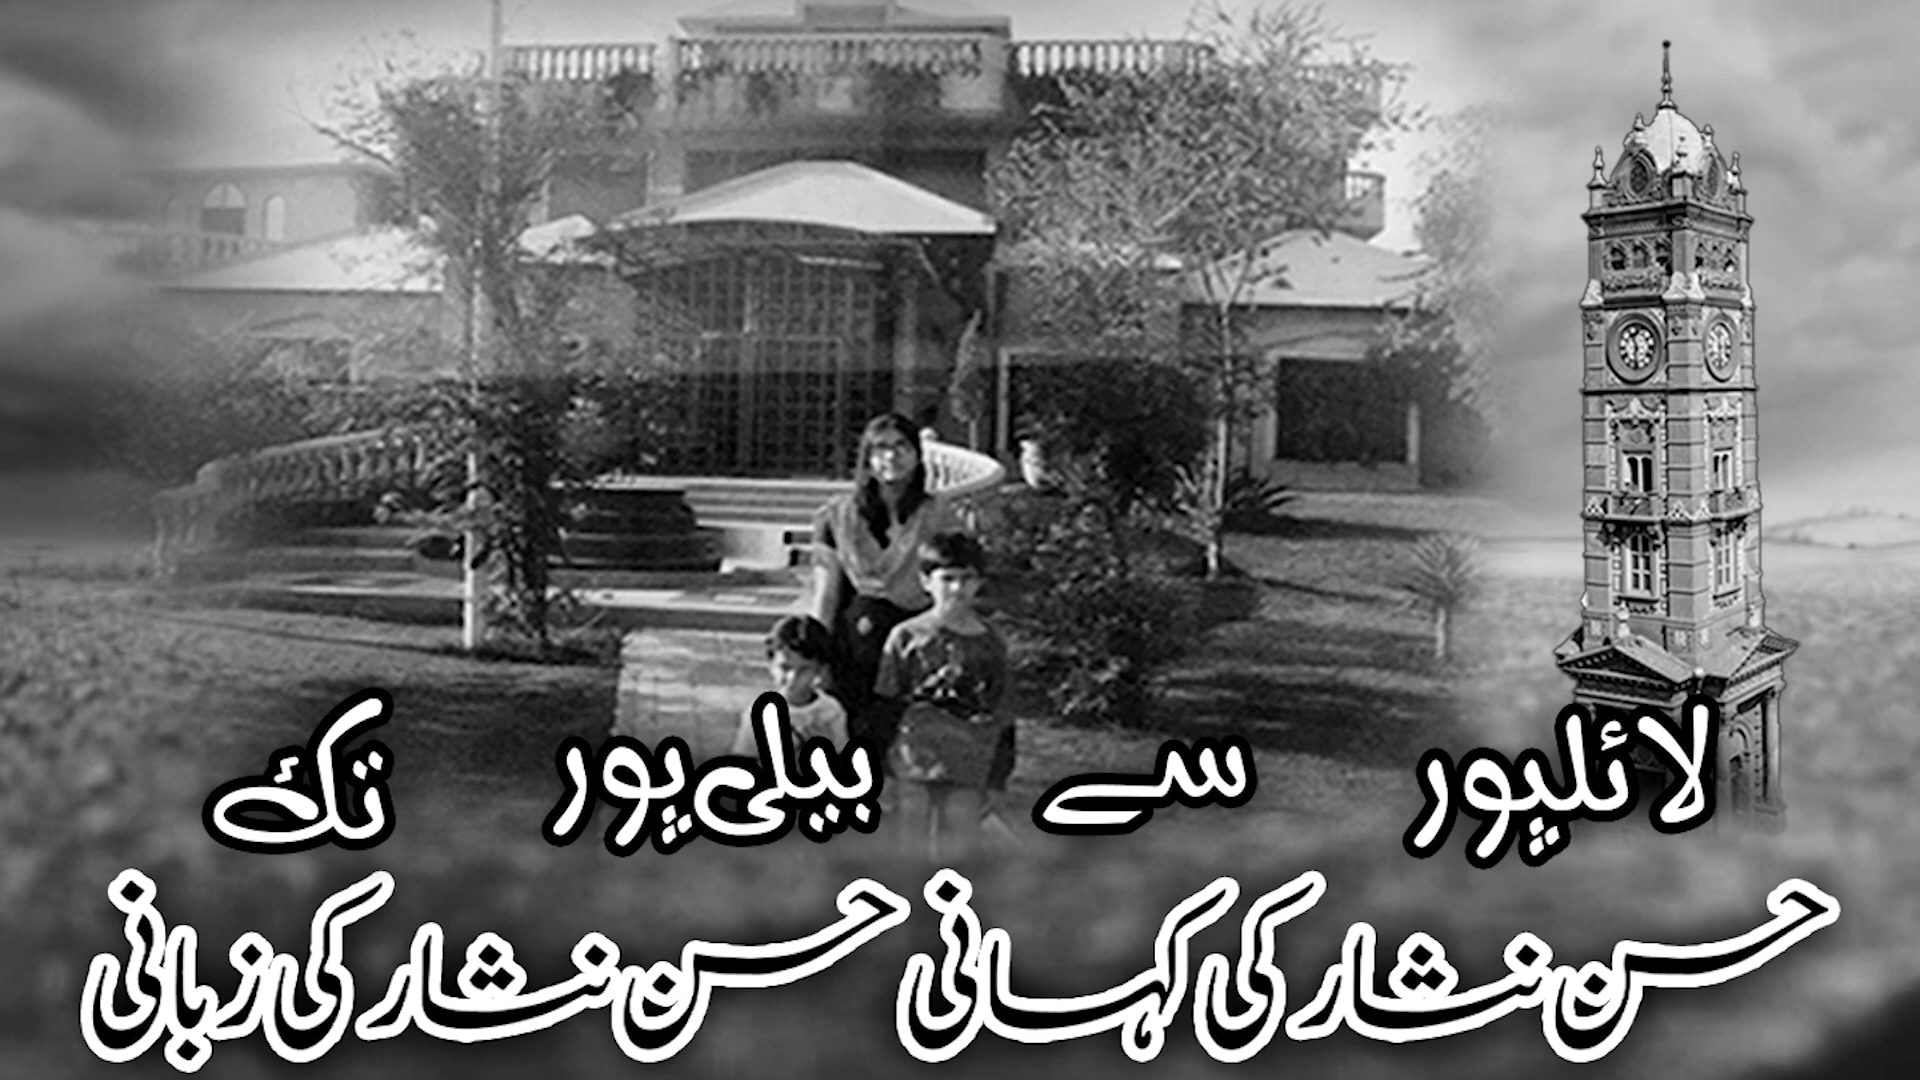 لائلپور سے بیلی پور تک
حسن نثار کی کہانی حسن نثار کی زبانی